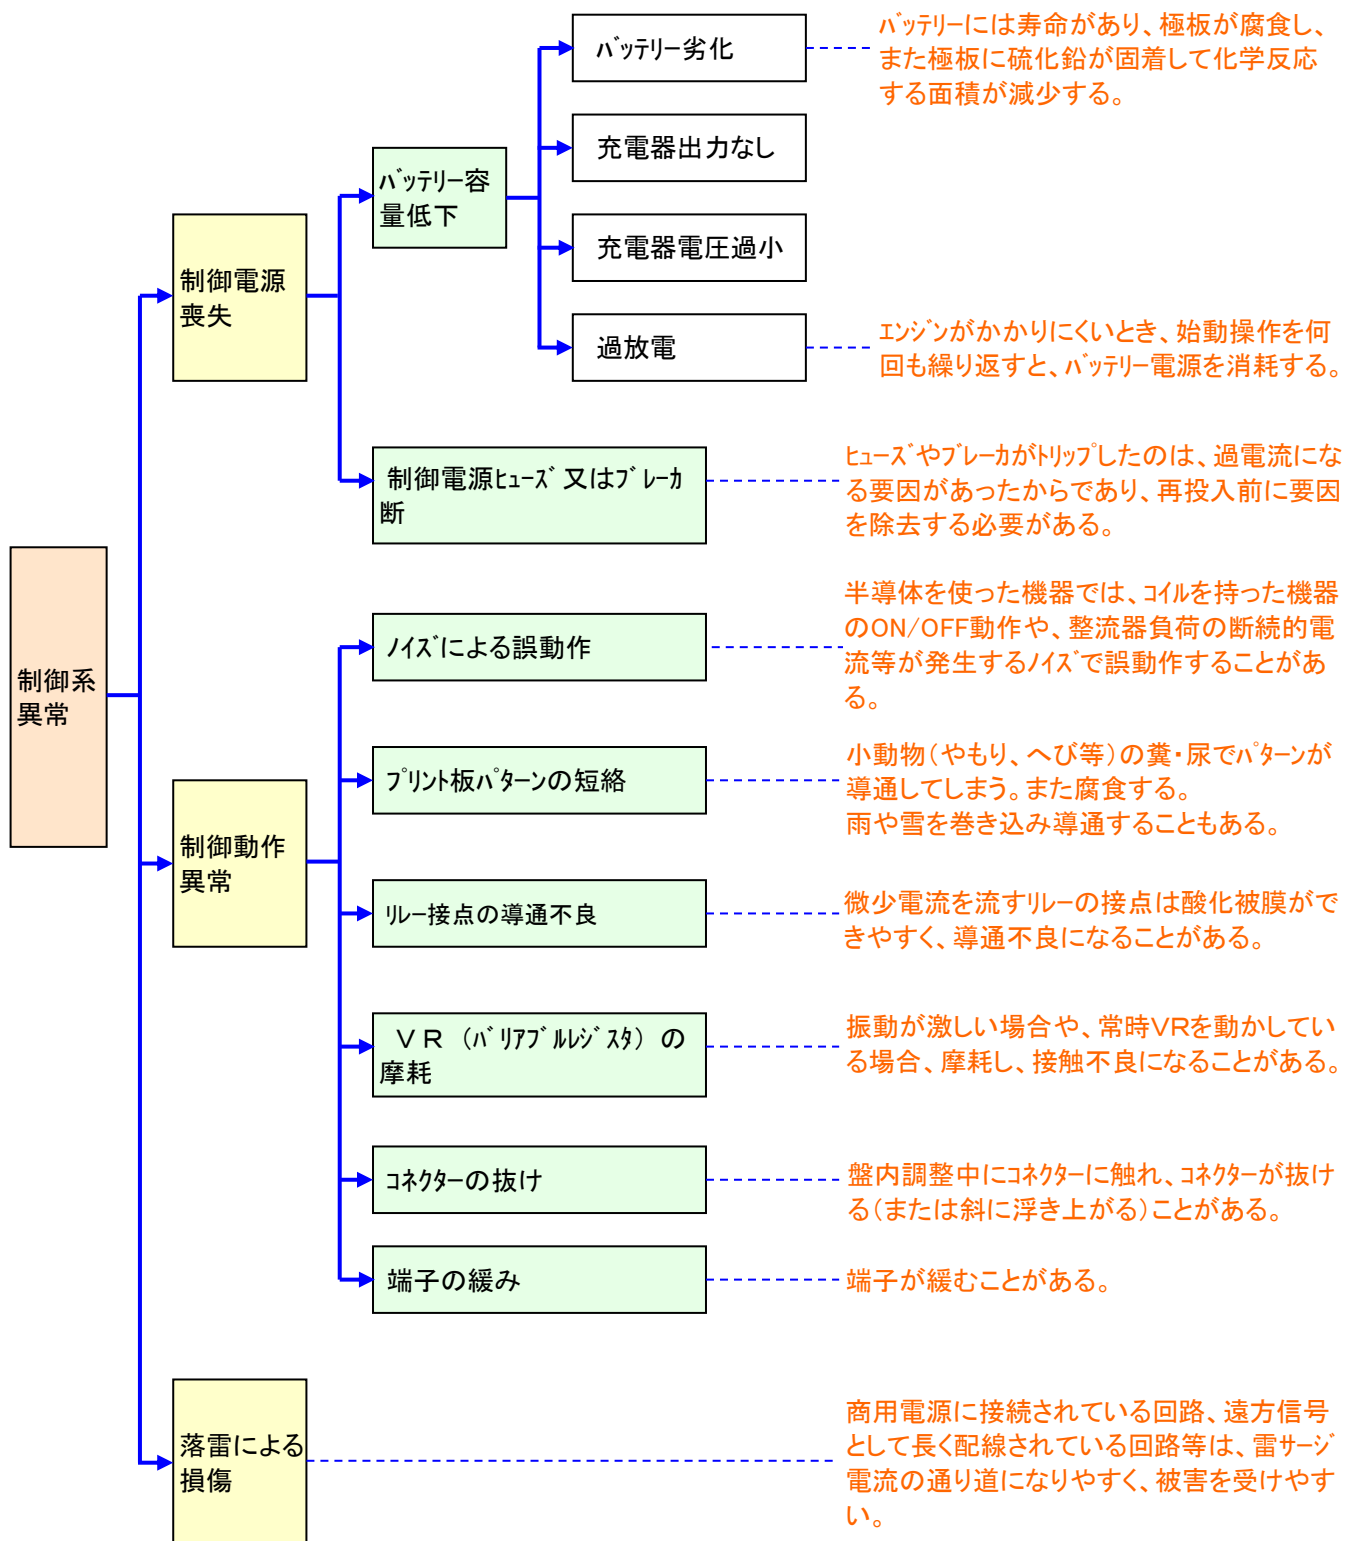 制御系
異常
制御電源
喪失
ﾊﾞｯﾃﾘｰ容
量低下
ﾊﾞｯﾃﾘｰ劣化
ﾊﾞｯﾃﾘｰには寿命があり、極板が腐食し、
また極板に硫化鉛が固着して化学反応
する面積が減少する。
充電器出力なし
充電器電圧過小
過放電
ｴﾝｼﾞﾝがかかりにくいとき、始動操作を何
回も繰り返すと、ﾊﾞｯﾃﾘｰ電源を消耗する。
制御電源ﾋｭｰｽﾞ又はﾌﾞﾚｰｶ
断
ﾋｭｰｽﾞやﾌﾞﾚｰｶがﾄﾘｯﾌﾟしたのは、過電流にな
る要因があったからであり、再投入前に要因
を除去する必要がある。
制御動作
異常
ﾉｲｽﾞによる誤動作
半導体を使った機器では、ｺｲﾙを持った機器
のON/OFF動作や、整流器負荷の断続的電
流等が発生するﾉｲｽﾞで誤動作することがあ
る。
ﾌﾟﾘﾝﾄ板ﾊﾟﾀｰﾝの短絡
小動物(やもり、へび等)の糞・尿でﾊﾟﾀｰﾝが
導通してしまう。また腐食する。
雨や雪を巻き込み導通することもある。
ﾘﾚｰ接点の導通不良
微少電流を流すﾘﾚｰの接点は酸化被膜がで
きやすく、導通不良になることがある。
ＶＲ（ﾊﾞﾘｱﾌﾞﾙﾚｼﾞｽﾀ）の
摩耗
振動が激しい場合や、常時VRを動かしてい
る場合、摩耗し、接触不良になることがある。
ｺﾈｸﾀｰの抜け
盤内調整中にｺﾈｸﾀｰに触れ、ｺﾈｸﾀｰが抜け
る(または斜に浮き上がる)ことがある。
端子の緩み
端子が緩むことがある。
落雷による
損傷
商用電源に接続されている回路、遠方信号
として長く配線されている回路等は、雷ｻｰｼﾞ
電流の通り道になりやすく、被害を受けやす
い。